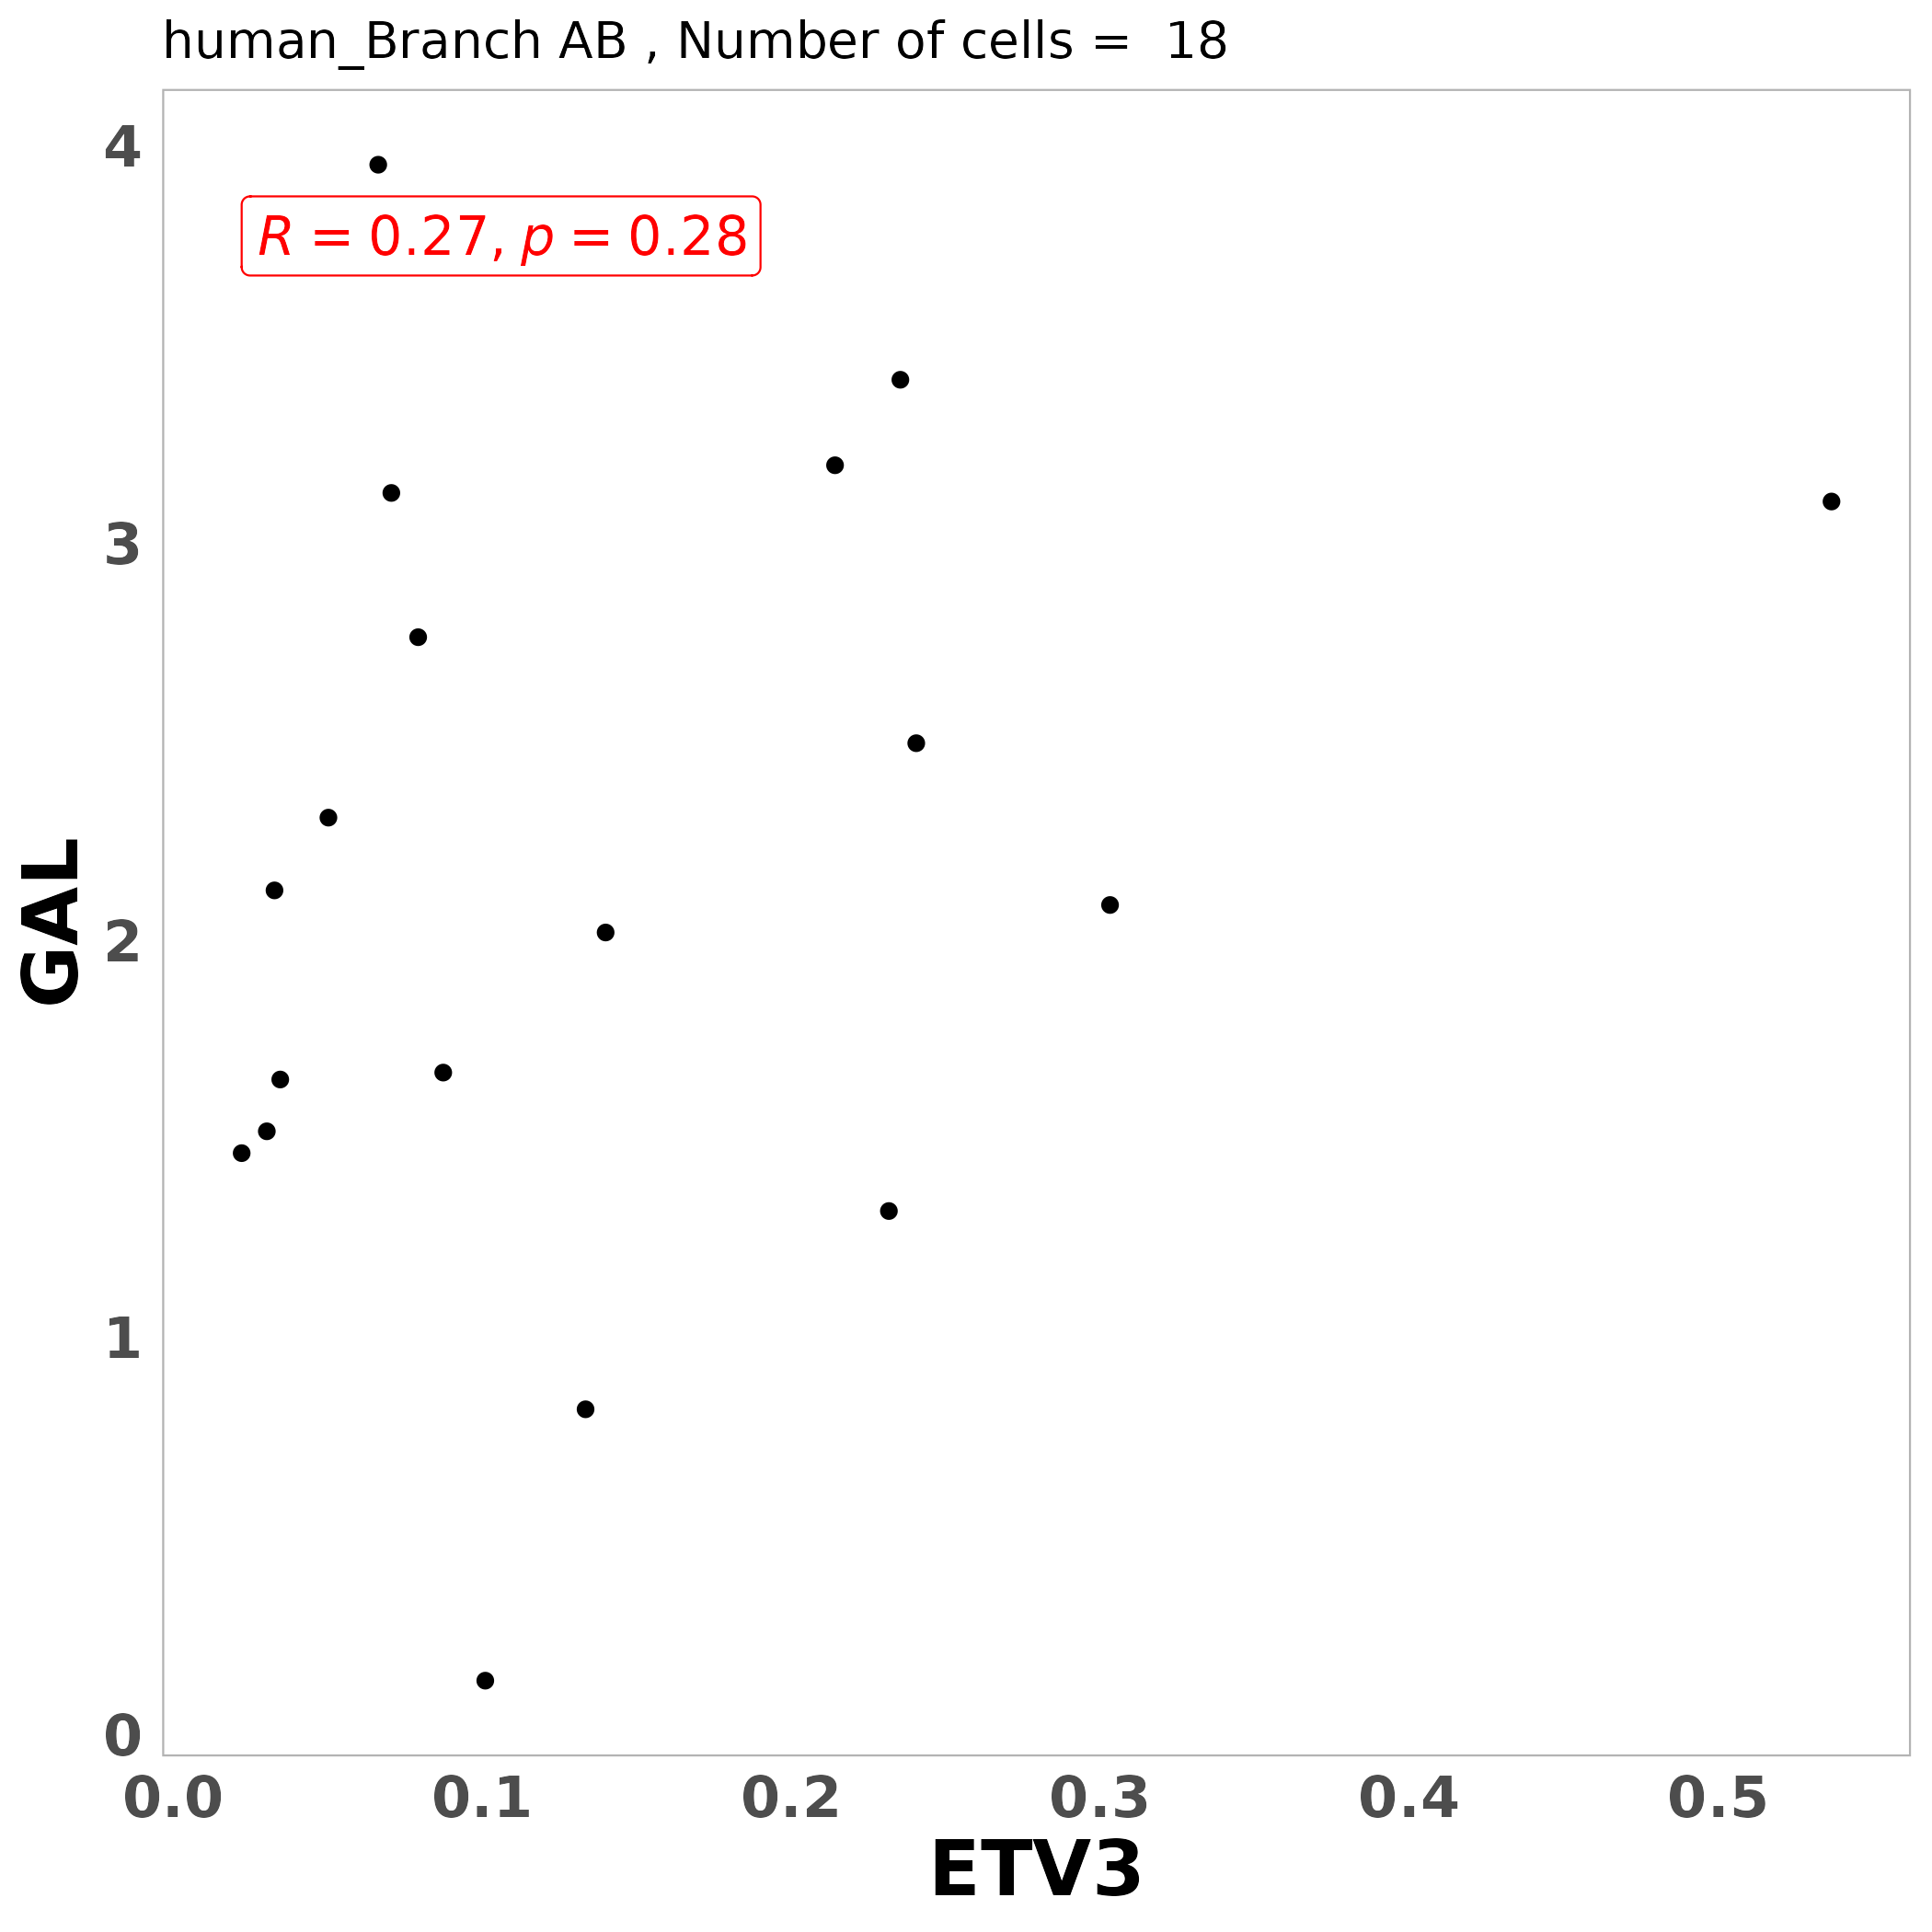 human_Branch AB , Number of cells =  18
4
R = 0.27, p = 0.28
3
2
1
0
GAL
0.0 0.1 0.2 0.3 0.4 0.5
ETV3